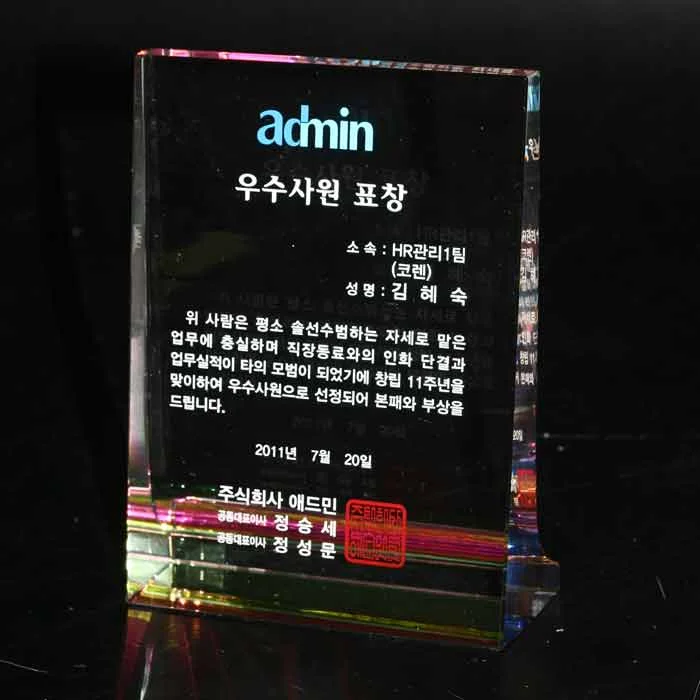 admin
우수사원 표창
소 속 : HR관리1팀
(코렌)
성 명 : 김 혜 숙
위 사람은 평소 솔선수범하는 자세로 맡은
업무에 충실하며 직장동료와의 인화 단결과
업무실적이 타의 모범이 되었기에 창립 11주년을
맞이하여 우수사원으로 선정되어 본패와 부상을
드립니다.
2011년 7월 20일
주식회사 애드민
공동대표이사 정 승 세
공동대표이사 정 성 문